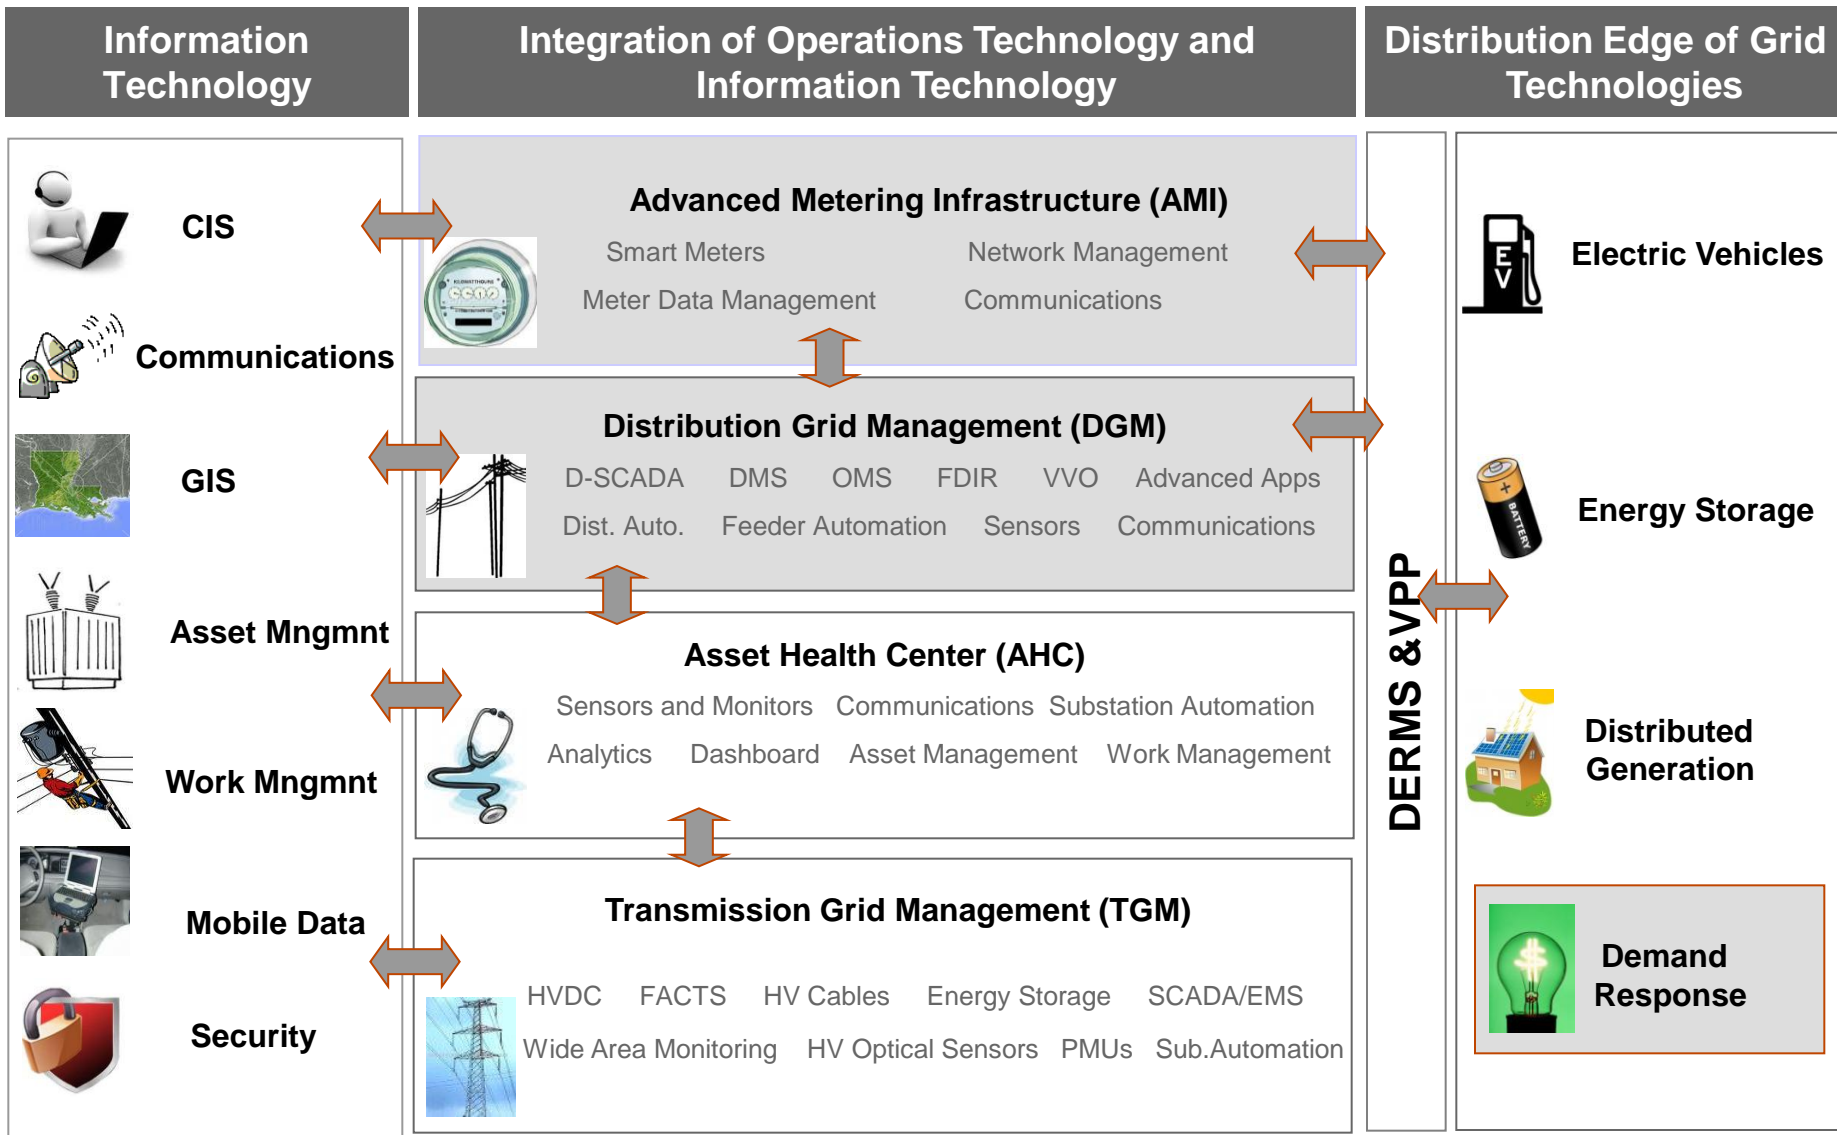 Information
Technology
Integration of Operations Technology and
Information Technology
Distribution Edge of Grid
Technologies
CIS
Communications
GIS
Asset Mngmnt
Work Mngmnt
Mobile Data
Security
Advanced Metering Infrastructure (AMI)
Smart Meters Network Management
Meter Data Management Communications
KILOWATTHOURS
Distribution Grid Management (DGM)
D-SCADA DMS OMS FDIR VVO Advanced Apps
Dist. Auto. Feeder Automation Sensors Communications
Asset Health Center (AHC)
Sensors and Monitors Communications Substation Automation
Analytics Dashboard Asset Management Work Management
Transmission Grid Management (TGM)
HVDC FACTS HV Cables Energy Storage SCADA/EMS
Wide Area Monitoring HV Optical Sensors PMUs Sub.Automation
DERMS &VPP
EV
Electric Vehicles
BATTERY
Energy Storage
Distributed
Generation
$
Demand
Response